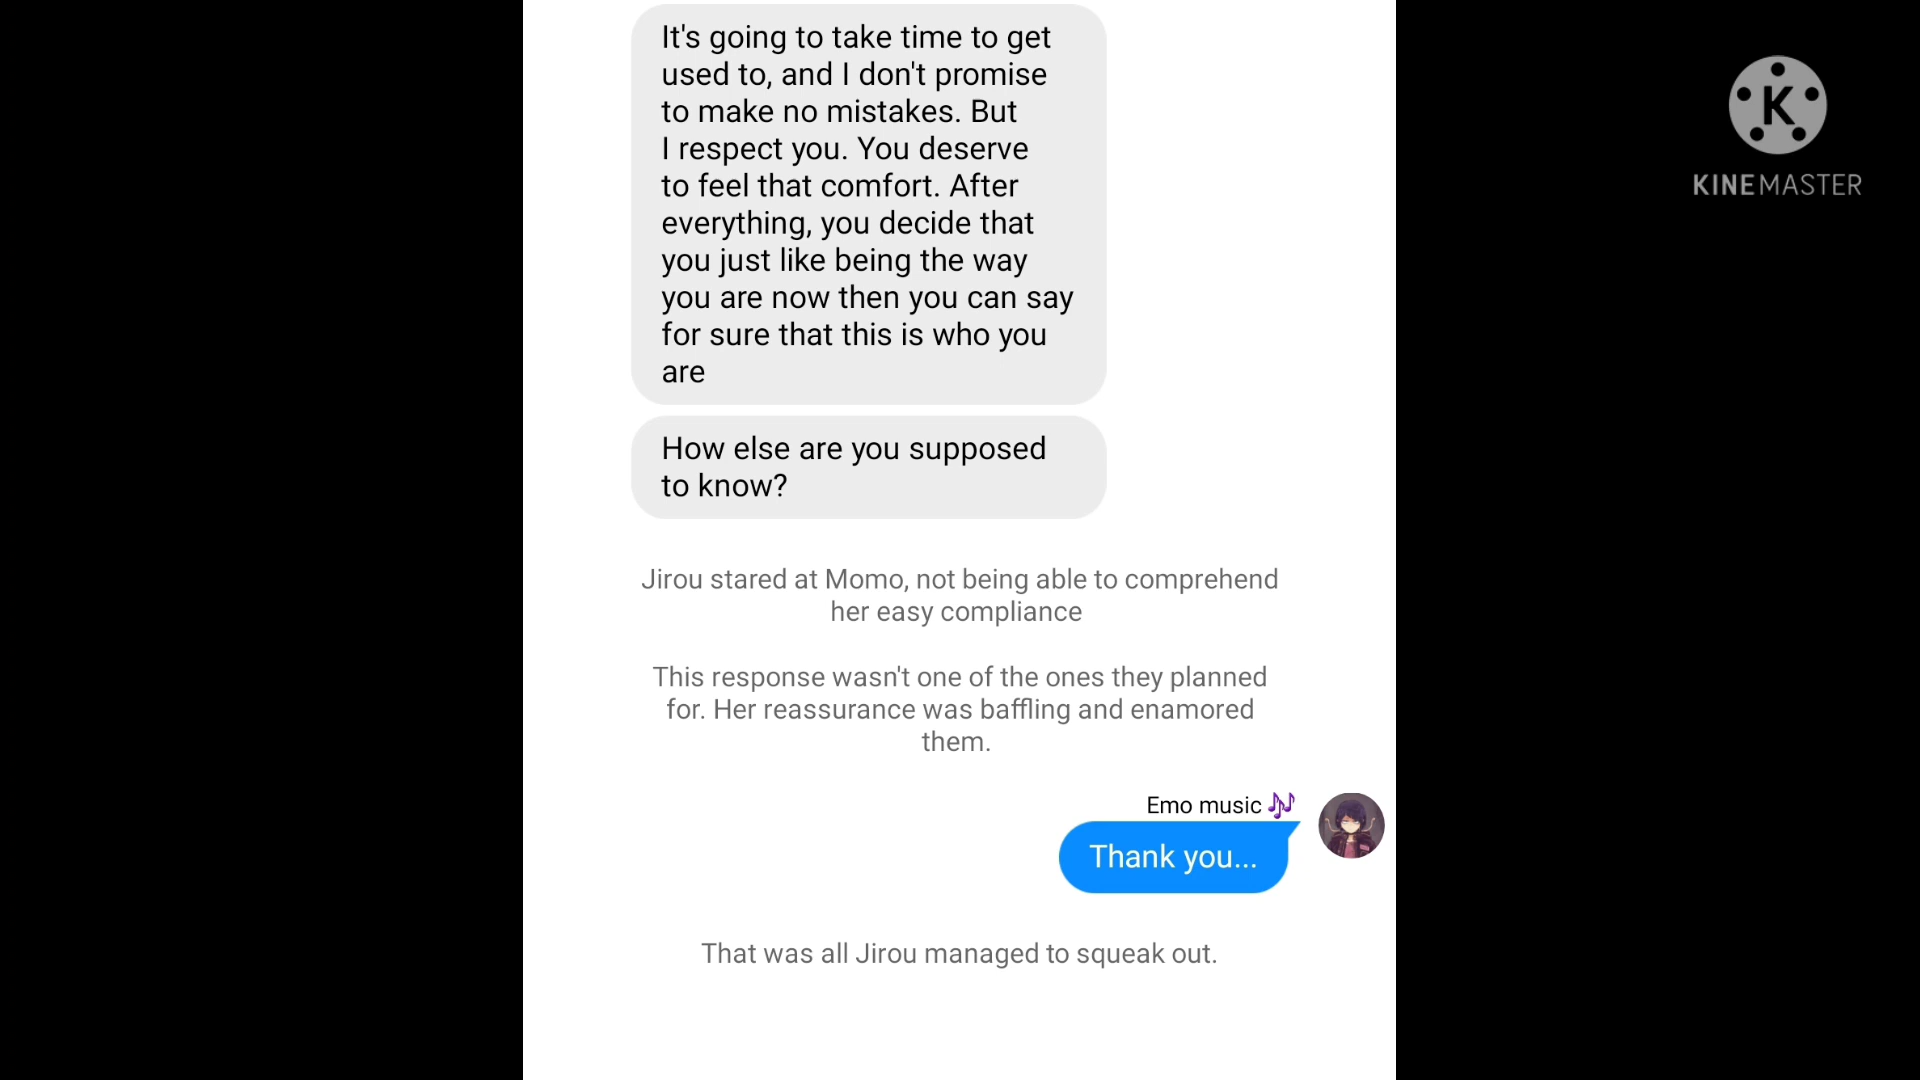 It's going to take time to get
used to, and I don't promise
to make no mistakes. But
I respect you. You deserve
to feel that comfort. After
everything, you decide that
you just like being the way
you are now then you can say
for sure that this is who you
are
How else are you supposed
to know?
Jirou stared at Momo, not being able to comprehend
her easy compliance
This response wasn't one of the ones they planned
for. Her reassurance was baffling and enamored
them.
Emo music 🎶
Thank you...
That was all Jirou managed to squeak out.
K
KINEMASTER